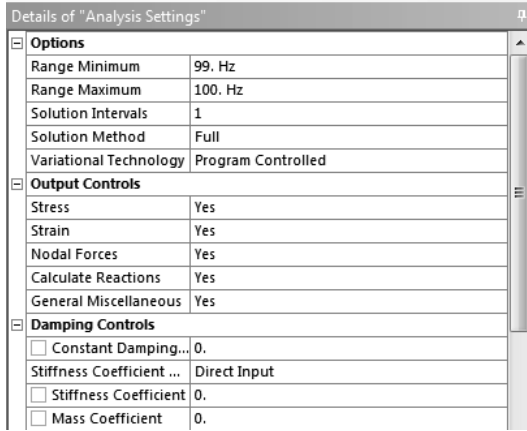 Details of "Analysis Settings"
Options
Range Minimum 99. Hz
Range Maximum 100. Hz
Solution Intervals 1
Solution Method Full
Variational Technology Program Controlled
Output Controls
Stress Yes
Strain Yes
Nodal Forces Yes
Calculate Reactions Yes
General Miscellaneous Yes
Damping Controls
Constant Damping... 0.
Stiffness Coefficient ... Direct Input
Stiffness Coefficient 0.
Mass Coefficient 0.